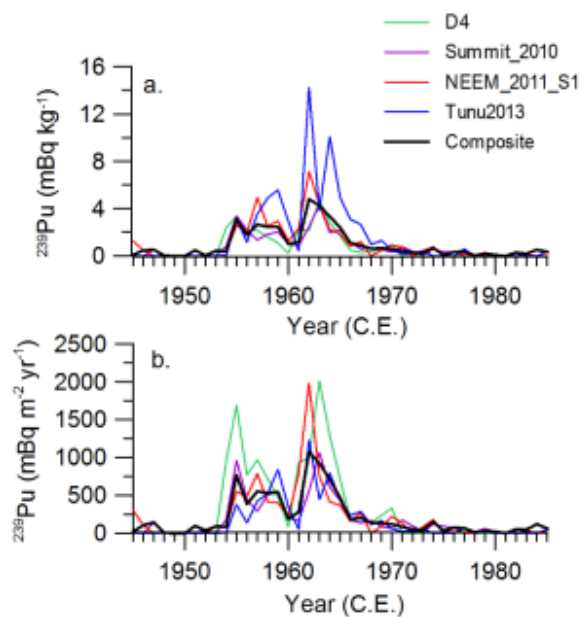 D4
Summit_2010
NEEM_2011_S1
Tunu2013
Composite
a.
16
12
8
4
0
²³⁹Pu (mBq kg⁻¹)
1950 1960 1970 1980
Year (C.E.)
b.
2500
2000
1500
1000
500
0
²³⁹Pu (mBq m⁻² yr⁻¹)
1950 1960 1970 1980
Year (C.E.)